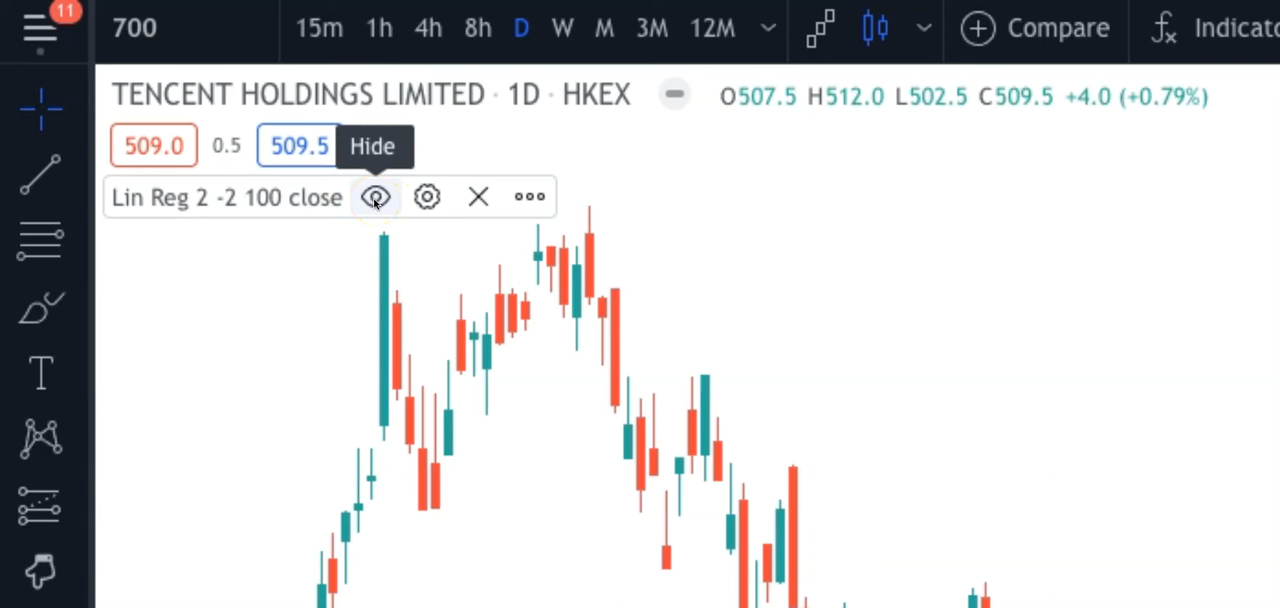 11
700 15m 1h 4h 8h D W M 3M 12M Compare fx Indicato
TENCENT HOLDINGS LIMITED · 1D · HKEX O507.5 H512.0 L502.5 C509.5 +4.0 (+0.79%)
509.0 0.5 509.5 Hide
Lin Reg 2 -2 100 close
T